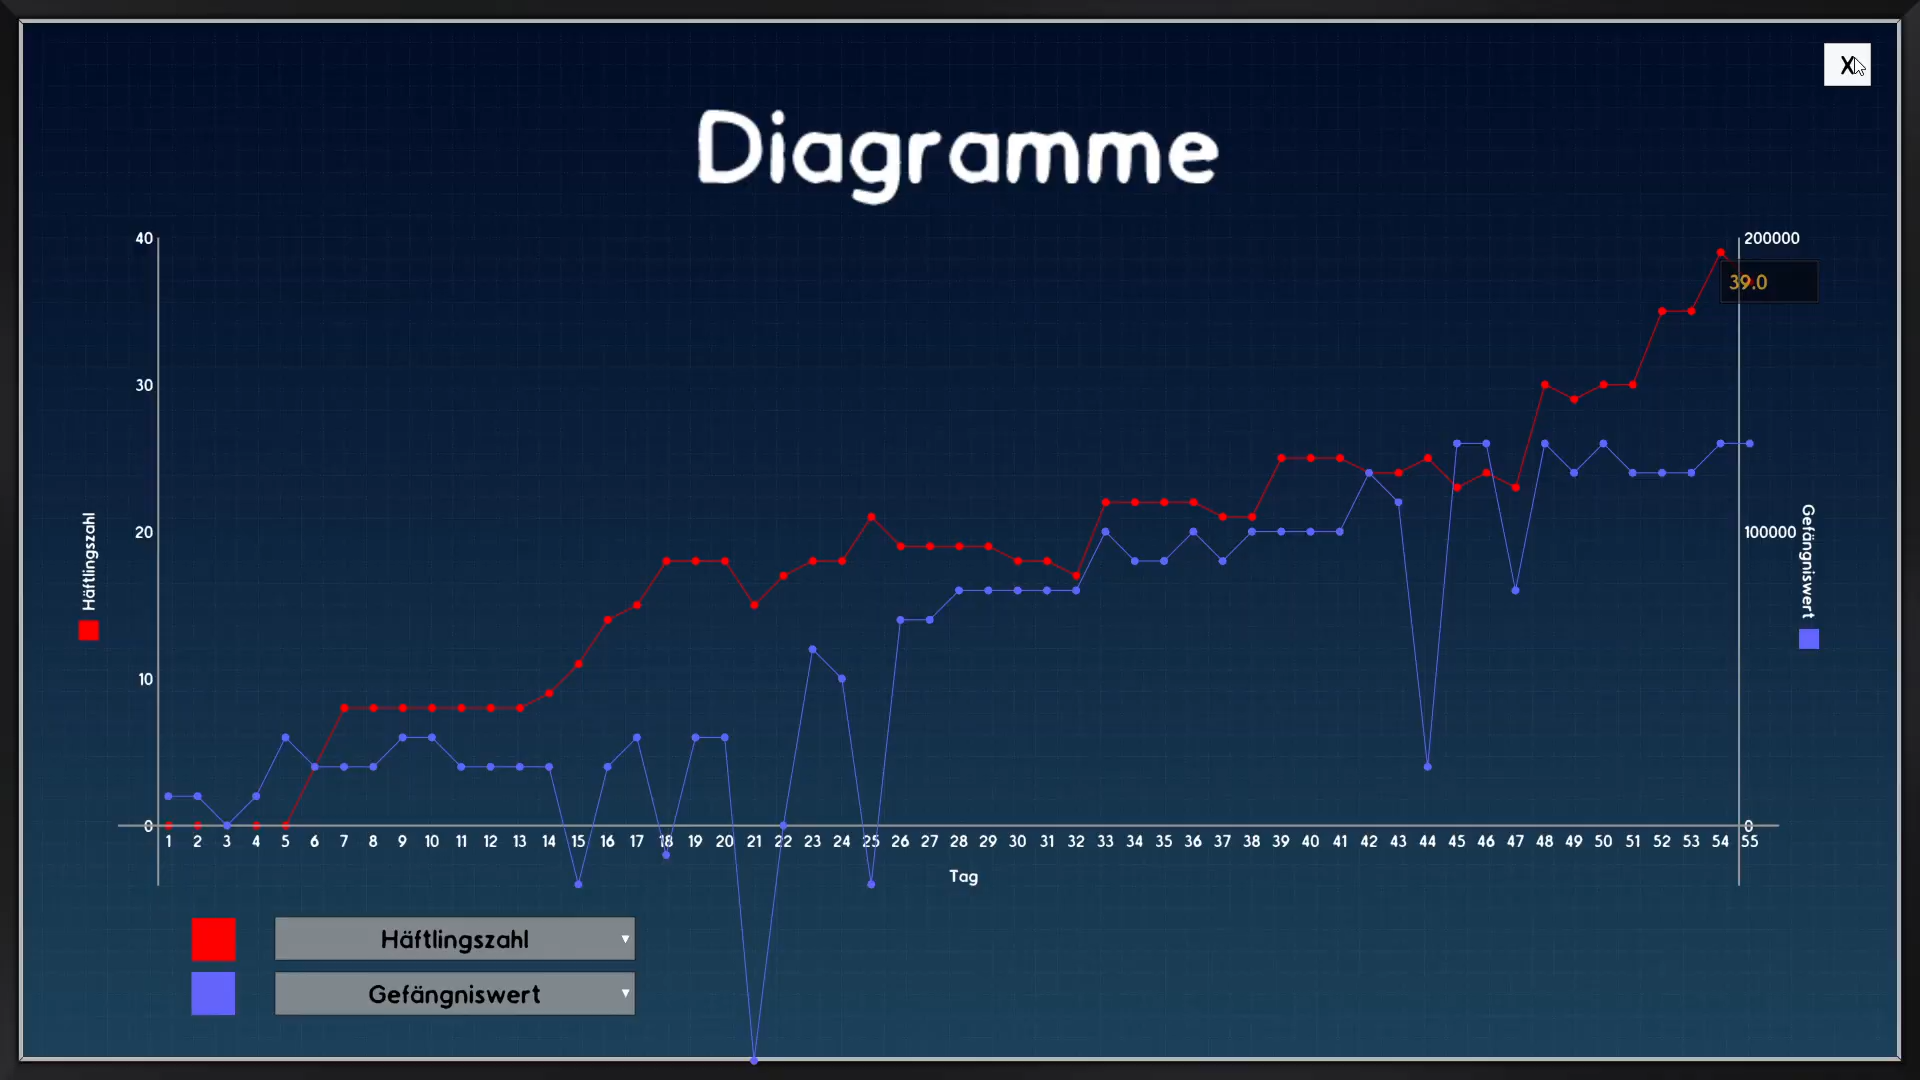 X
Diagramme
40
200000
39.0
30
20
100000
Häftlingszahl
Gefängniswert
10
0
0
1 2 3 4 5 6 7 8 9 10 11 12 13 14 15 16 17 18 19 20 21 22 23 24 25 26 27 28 29 30 31 32 33 34 35 36 37 38 39 40 41 42 43 44 45 46 47 48 49 50 51 52 53 54 55
Tag
Häftlingszahl
Gefängniswert